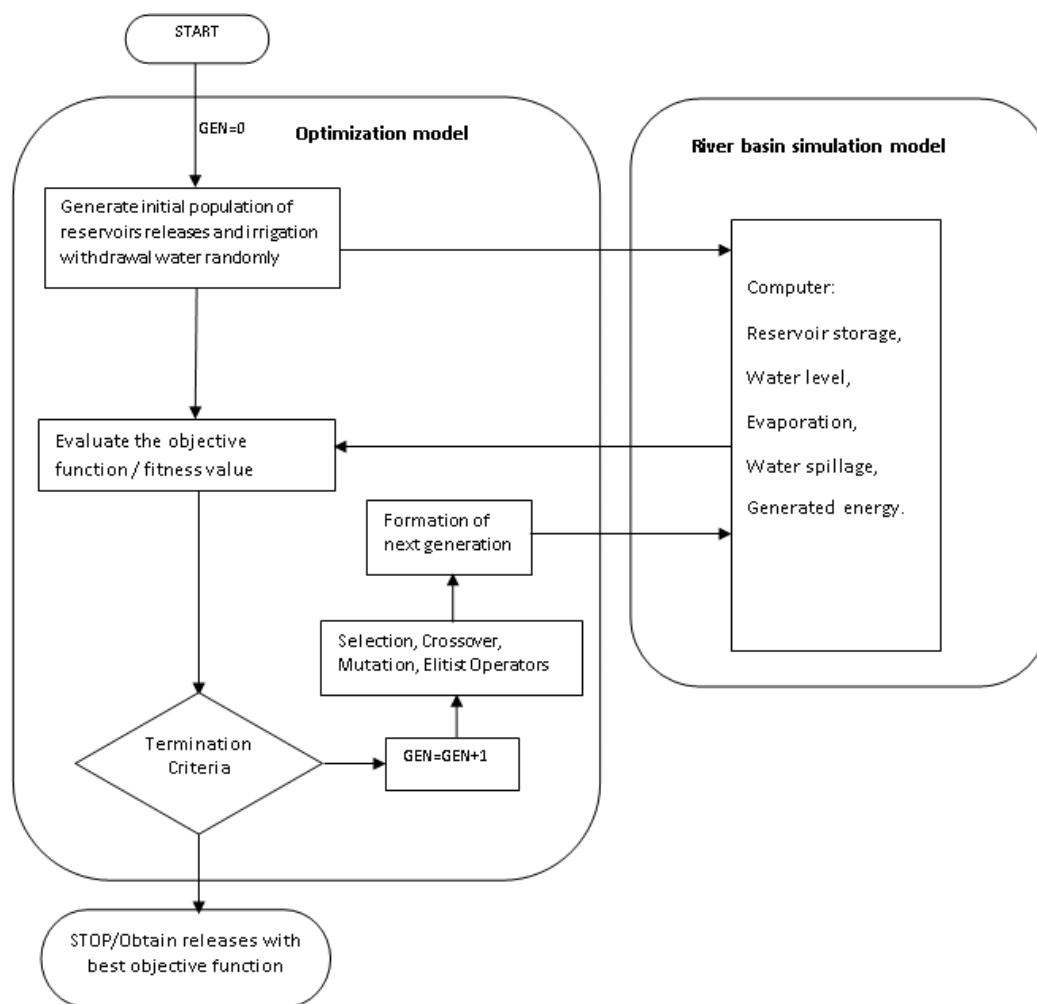 START
GEN=0
Optimization model
River basin simulation model
Generate initial population of
reservoirs releases and irrigation
withdrawal water randomly
Computer:
Reservoir storage,
Water level,
Evaporation,
Water spillage,
Generated energy.
Evaluate the objective
function / fitness value
Formation of
next generation
Selection, Crossover,
Mutation, Elitist Operators
Termination
Criteria
GEN=GEN+1
STOP/Obtain releases with
best objective function